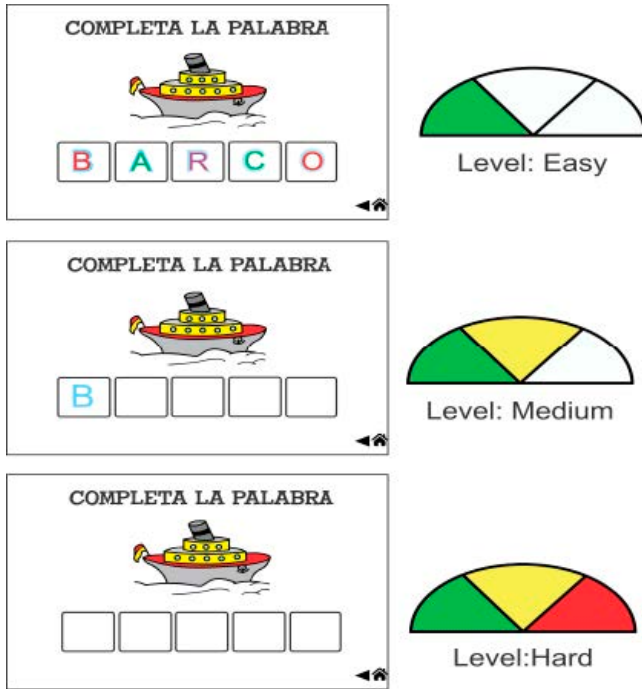 COMPLETA LA PALABRA
B A R C O
Level: Easy
COMPLETA LA PALABRA
B
Level: Medium
COMPLETA LA PALABRA
Level:Hard